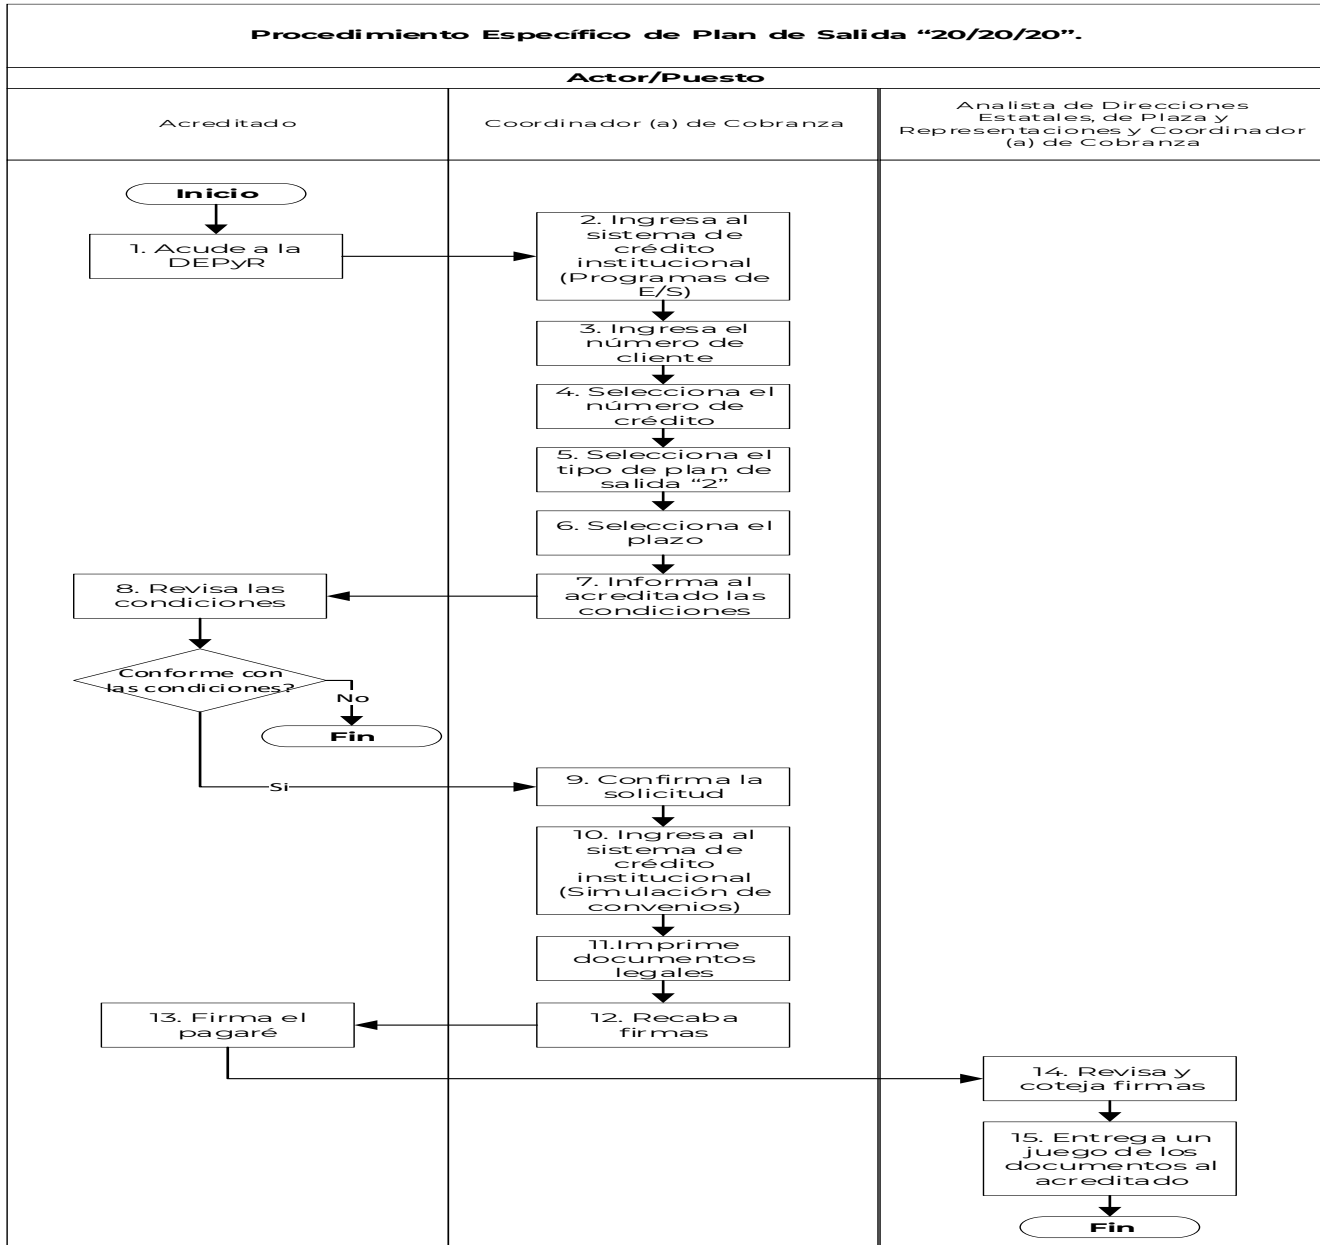 Procedimiento Específico de Plan de Salida “20/20/20”.
Actor/Puesto
Acreditado
Coordinador (a) de Cobranza
Analista de Direcciones
Estatales, de Plaza y
Representaciones y Coordinador
(a) de Cobranza
Inicio
1. Acude a la
DEPyR
2. Ingresa al
sistema de
crédito
institucional
(Programas de
E/S)
3. Ingresa el
número de
cliente
4. Selecciona el
número de
crédito
5. Selecciona el
tipo de plan de
salida “2”
6. Selecciona el
plazo
7. Informa al
acreditado las
condiciones
8. Revisa las
condiciones
Conforme con
las condiciones?
No
Fin
Si
9. Confirma la
solicitud
10. Ingresa al
sistema de
crédito
institucional
(Simulación de
convenios)
11.Imprime
documentos
legales
12. Recaba
firmas
13. Firma el
pagaré
14. Revisa y
coteja firmas
15. Entrega un
juego de los
documentos al
acreditado
Fin